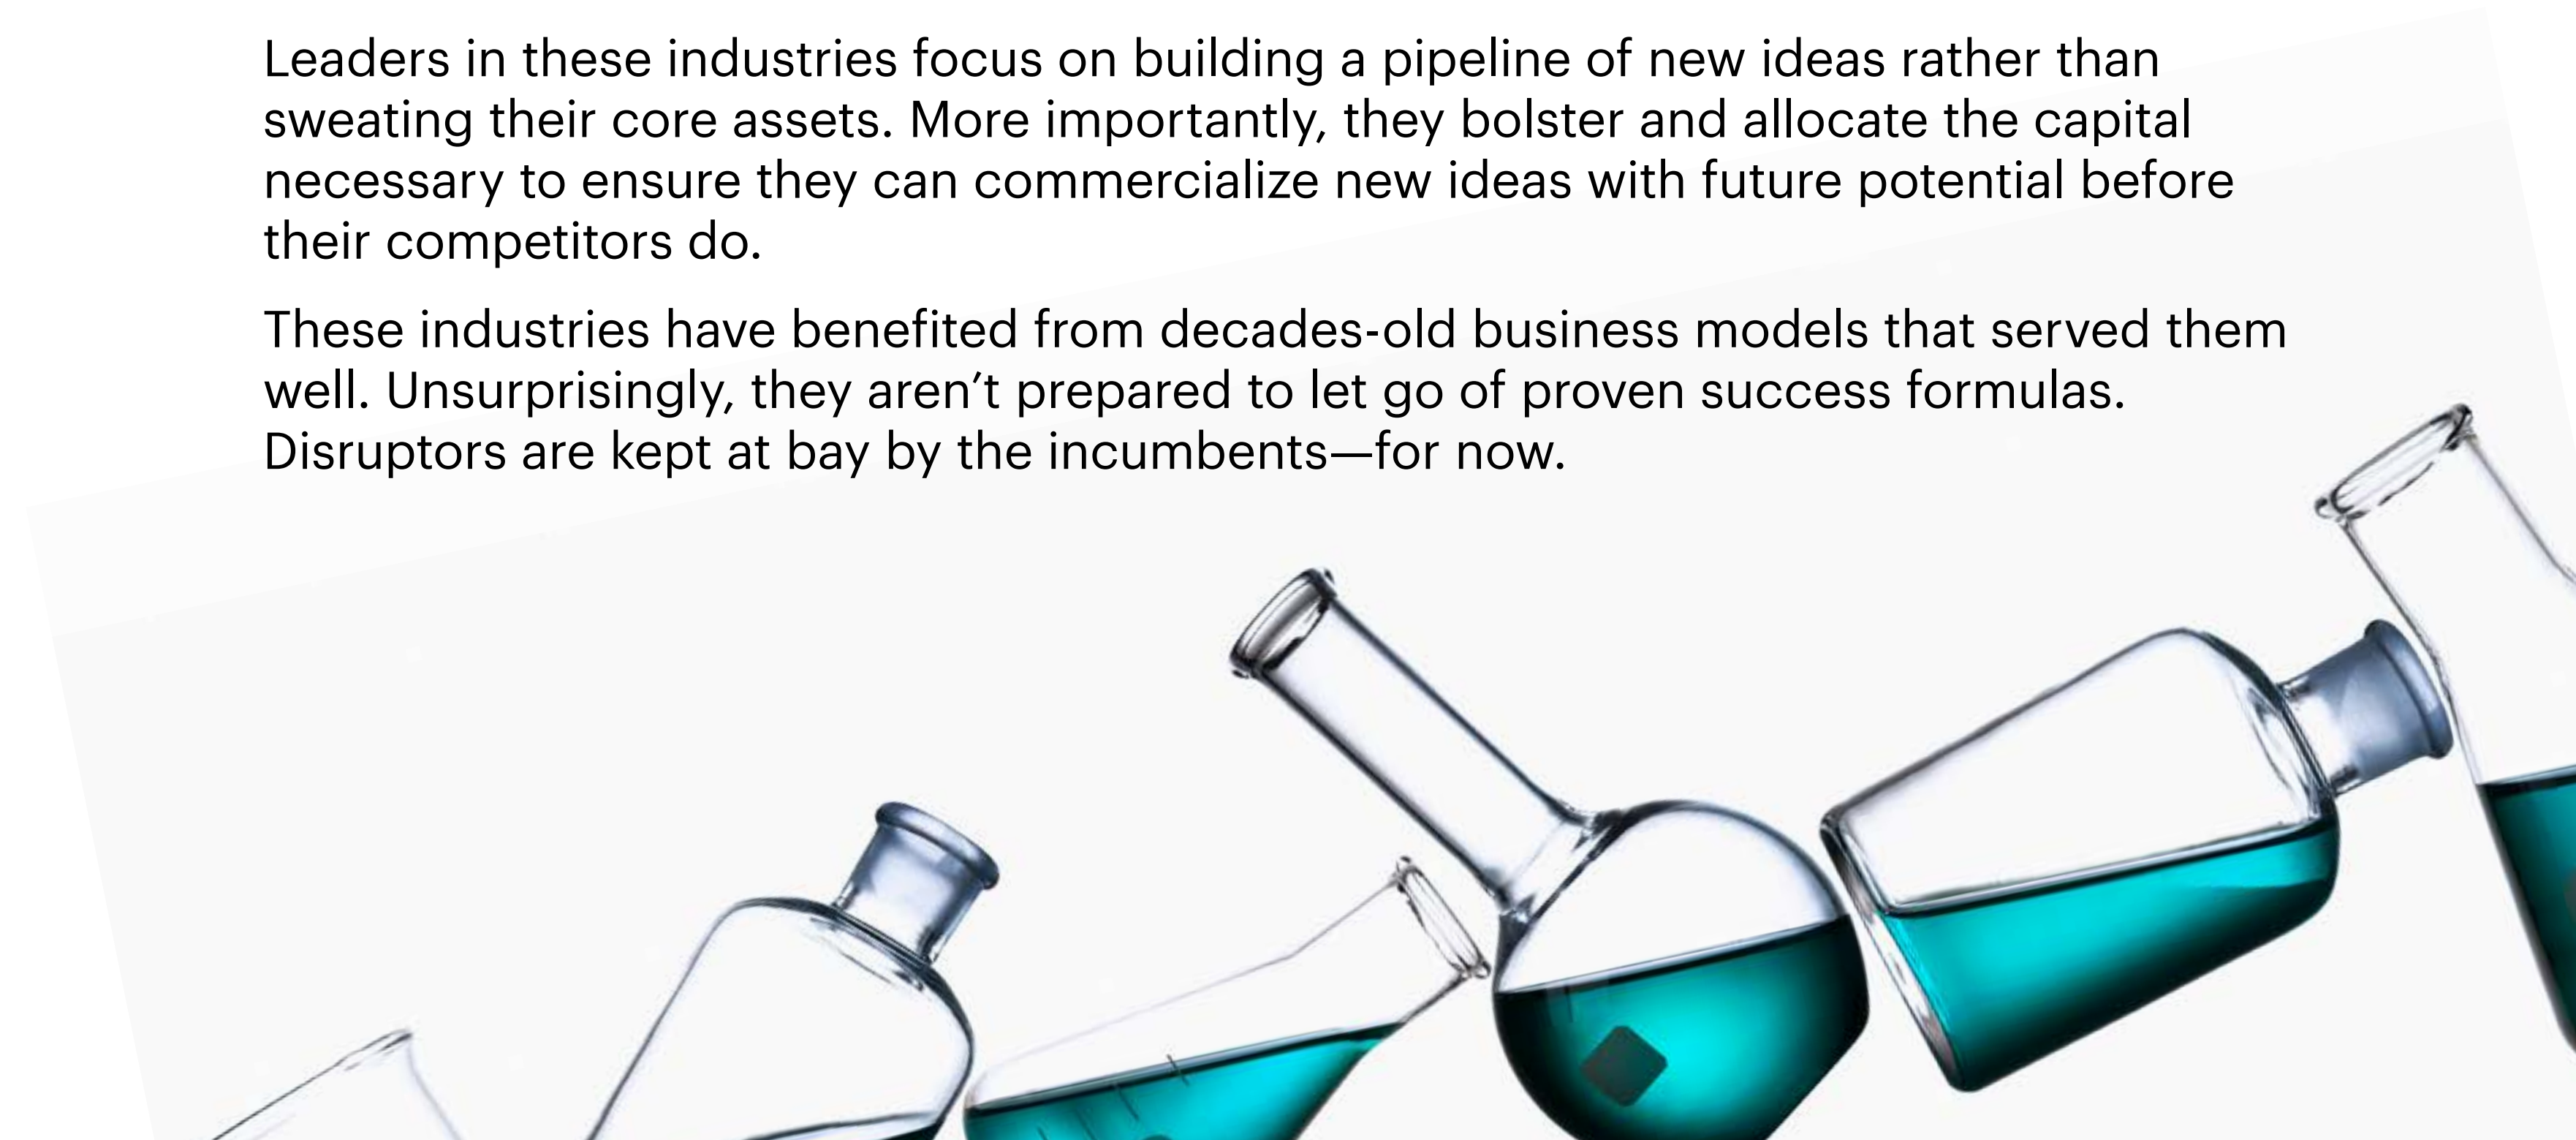 Leaders in these industries focus on building a pipeline of new ideas rather than
sweating their core assets. More importantly, they bolster and allocate the capital
necessary to ensure they can commercialize new ideas with future potential before
their competitors do.
These industries have benefited from decades-old business models that served them
well. Unsurprisingly, they aren’t prepared to let go of proven success formulas.
Disruptors are kept at bay by the incumbents—for now.